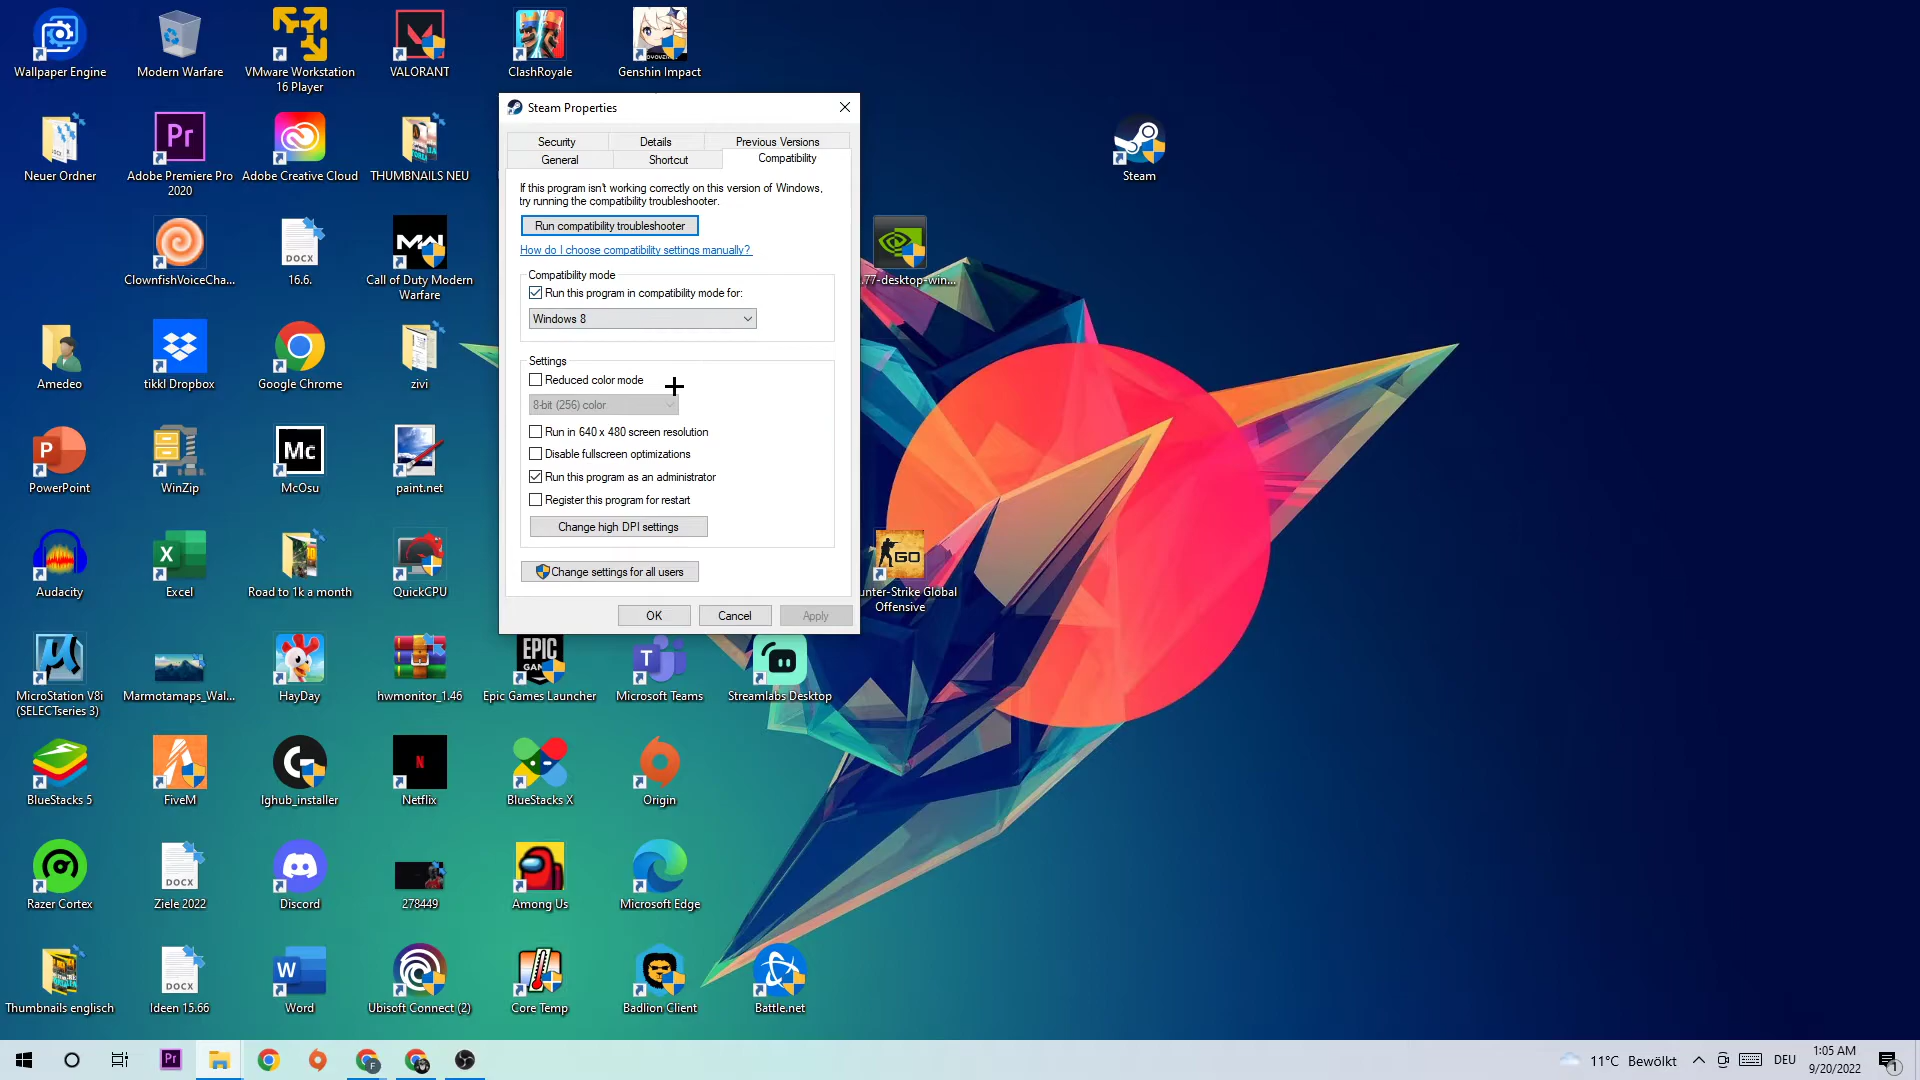 Wallpaper Engine
Modern Warfare
VMware Workstation
16 Player
VALORANT
ClashRoyale
Genshin Impact
Neuer Ordner
Adobe Premiere Pro
2020
Adobe Creative Cloud
THUMBNAILS NEU
Steam
ClownfishVoiceCha...
16.6.
Call of Duty Modern
Warfare
.77-desktop-win...
Amedeo
tikkl Dropbox
Google Chrome
zivi
PowerPoint
WinZip
McOsu
paint.net
Audacity
Excel
Road to 1k a month
QuickCPU
unter-Strike Global
Offensive
MicroStation V8i
(SELECTseries 3)
Marmotamaps_Wal...
HayDay
hwmonitor_1.46
Epic Games Launcher
Microsoft Teams
Streamlabs Desktop
BlueStacks 5
FiveM
lghub_installer
Netflix
BlueStacks X
Origin
Razer Cortex
Ziele 2022
Discord
278449
Among Us
Microsoft Edge
Thumbnails englisch
Ideen 15.66
Word
Ubisoft Connect (2)
Core Temp
Badlion Client
Battle.net
Steam Properties
Security
Details
Previous Versions
General
Shortcut
Compatibility
If this program isn't working correctly on this version of Windows,
try running the compatibility troubleshooter.
Run compatibility troubleshooter
How do I choose compatibility settings manually?
Compatibility mode
Run this program in compatibility mode for:
Windows 8
Settings
Reduced color mode
8-bit (256) color
Run in 640 x 480 screen resolution
Disable fullscreen optimizations
Run this program as an administrator
Register this program for restart
Change high DPI settings
Change settings for all users
OK
Cancel
Apply
Pr
DOCX
Mc
EPIC
GO
11°C Bewölkt
DEU
1:05 AM
9/20/2022
1